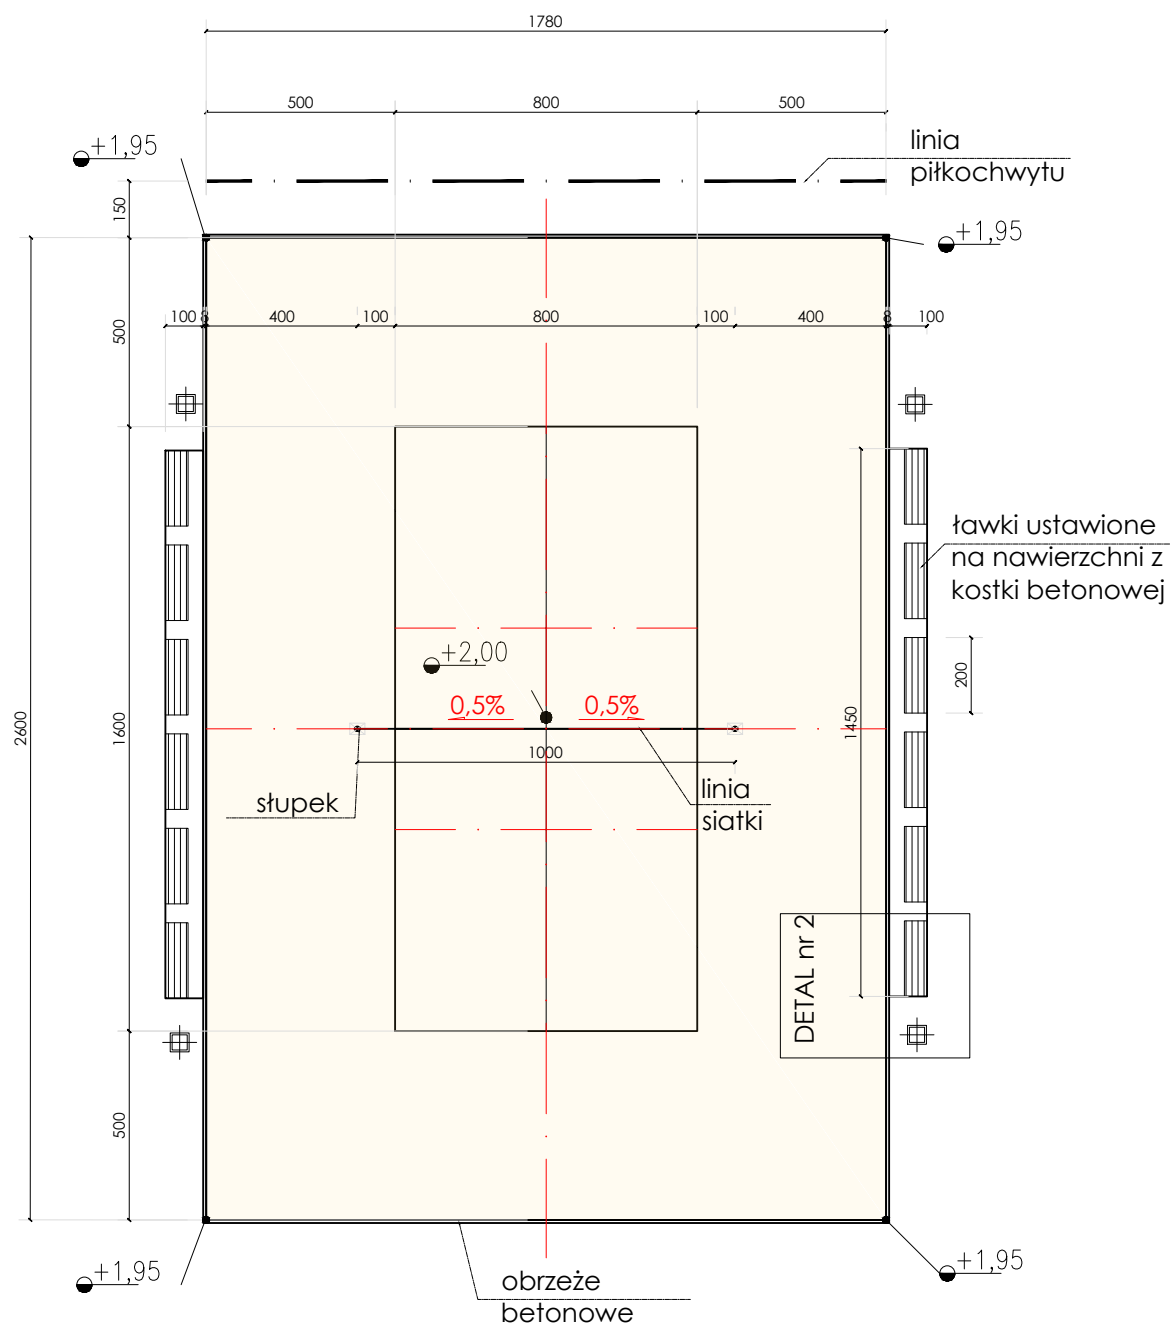 1780
500 800 500
+1,95
linia
piłkochwytu
150
+1,95
100 8 400 100 800 100 400 8 100
500
ławki ustawione
na nawierzchni z
kostki betonowej
+2,00
200
0,5% 0,5%
2600
1600
1450
1000
słupek
linia
siatki
DETAL nr 2
500
+1,95
+1,95
obrzeże
betonowe